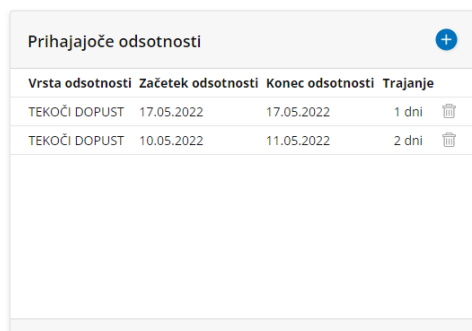 Prihajajoče odsotnosti
Vrsta odsotnosti Začetek odsotnosti Konec odsotnosti Trajanje
TEKOČI DOPUST 17.05.2022 17.05.2022 1 dni
TEKOČI DOPUST 10.05.2022 11.05.2022 2 dni